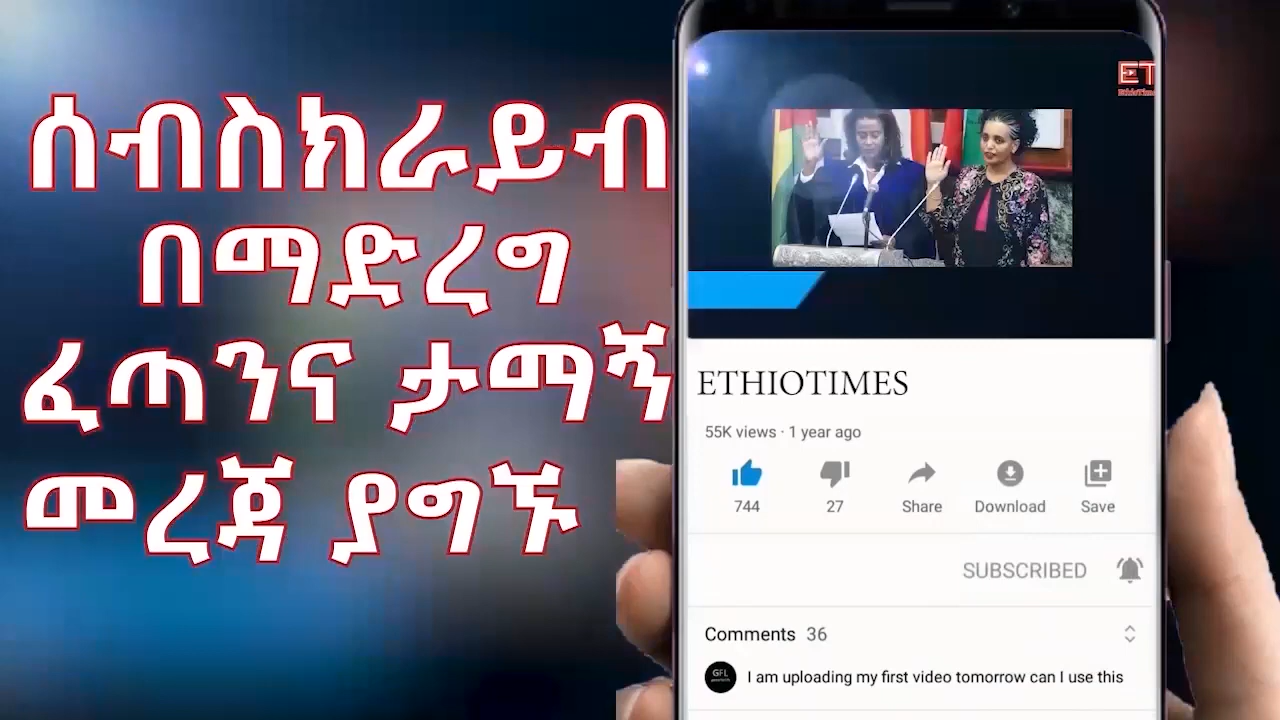 ሰብስክራይብ
በማድረግ
ፈጣንና ታማኝ
መረጃ ያግኙ
ET
ETHIOTIMES
55K views · 1 year ago
744
27
Share
Download
Save
SUBSCRIBED
Comments 36
GFL
I am uploading my first video tomorrow can I use this